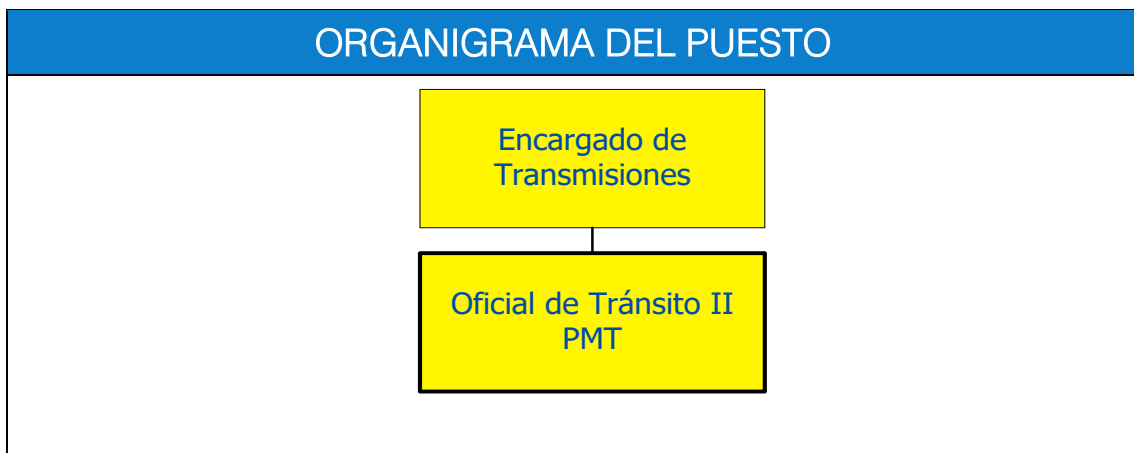 ORGANIGRAMA DEL PUESTO
Encargado de
Transmisiones
Oficial de Tránsito II
PMT